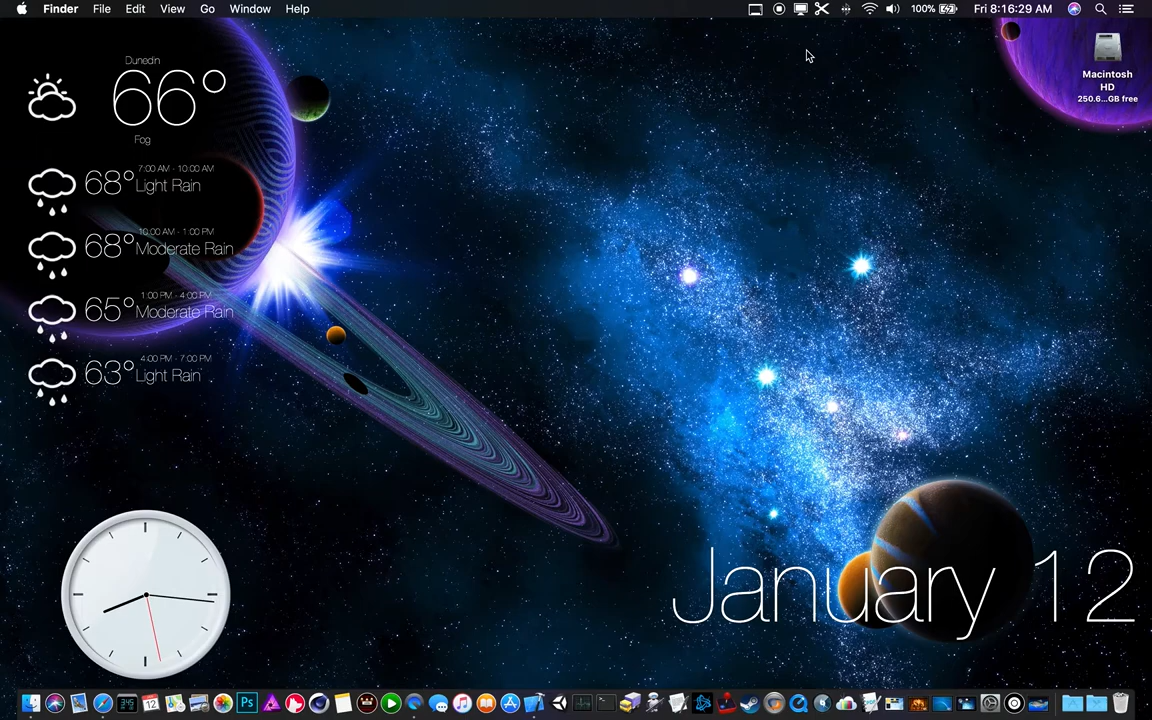 Finder File Edit View Go Window Help 100% Fri 8:16:29 AM
Macintosh
HD
250.6...GB free
Dunedin
66°
Fog
7:00 AM - 10:00 AM
68° Light Rain
10:00 AM - 1:00 PM
68° Moderate Rain
1:00 PM - 4:00 PM
65° Moderate Rain
4:00 PM - 7:00 PM
63° Light Rain
January 12
Ps